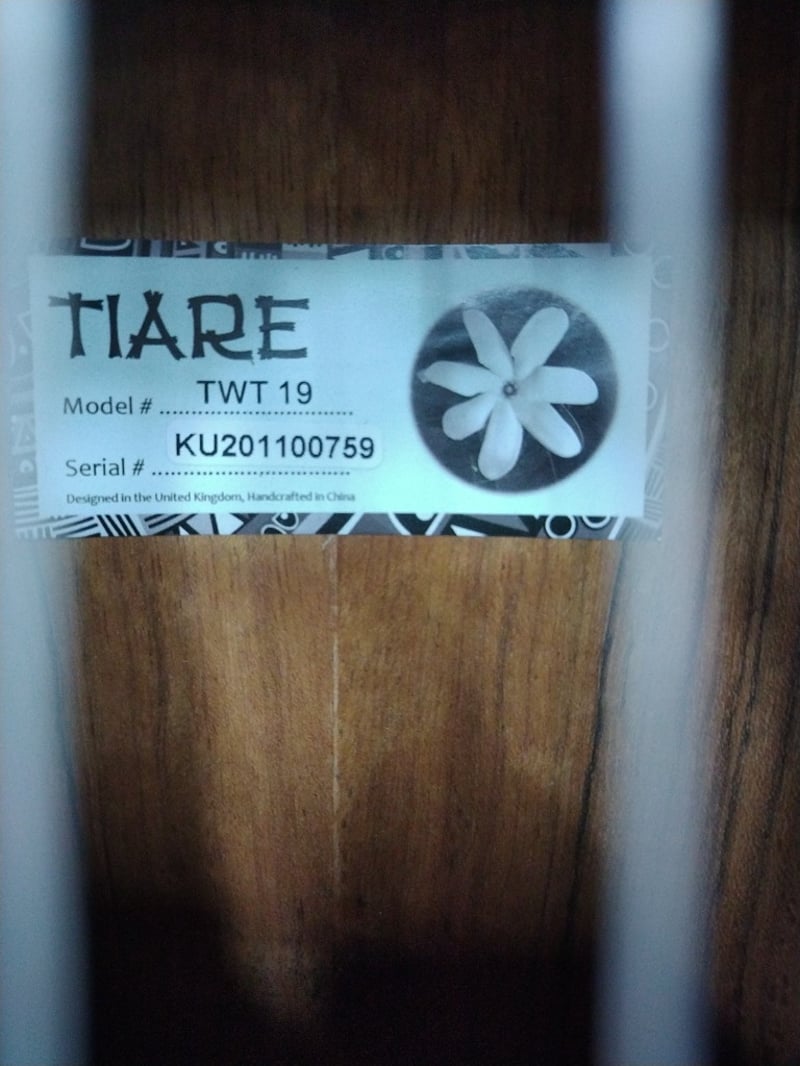 TIARE
Model # ............................... TWT 19
Serial # ................................ KU201100759
Designed in the United Kingdom, Handcrafted in China